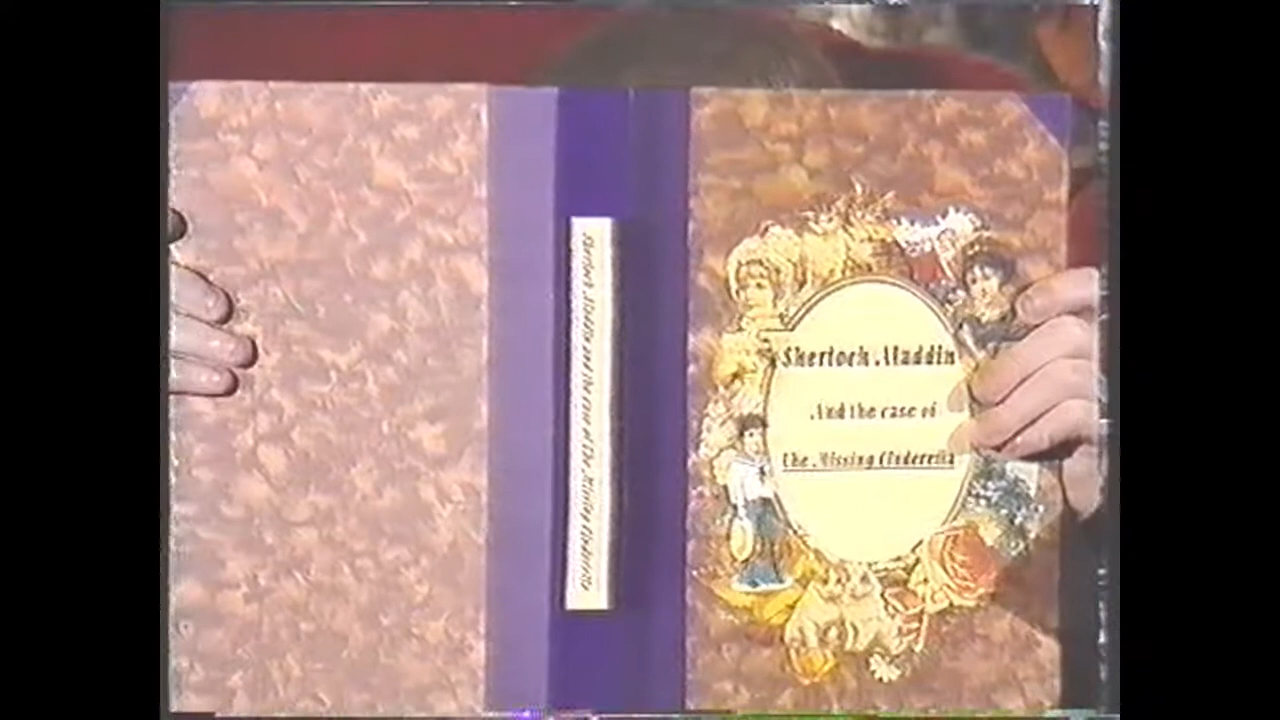 Sherlock Aladdin and the case of The Missing Cinderella
Sherlock Aladdin
And the case of
The Missing Cinderella